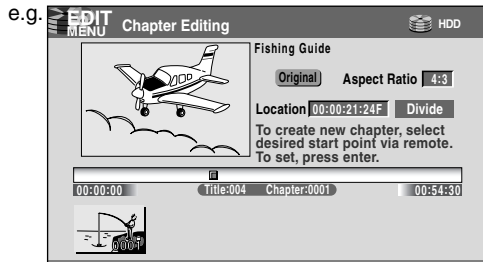 e.g.
EDIT MENU Chapter Editing HDD
Fishing Guide
Original Aspect Ratio 4:3
Location 00:00:21:24F Divide
To create new chapter, select
desired start point via remote.
To set, press enter.
00:00:00 Title:004 Chapter:0001 00:54:30
0001